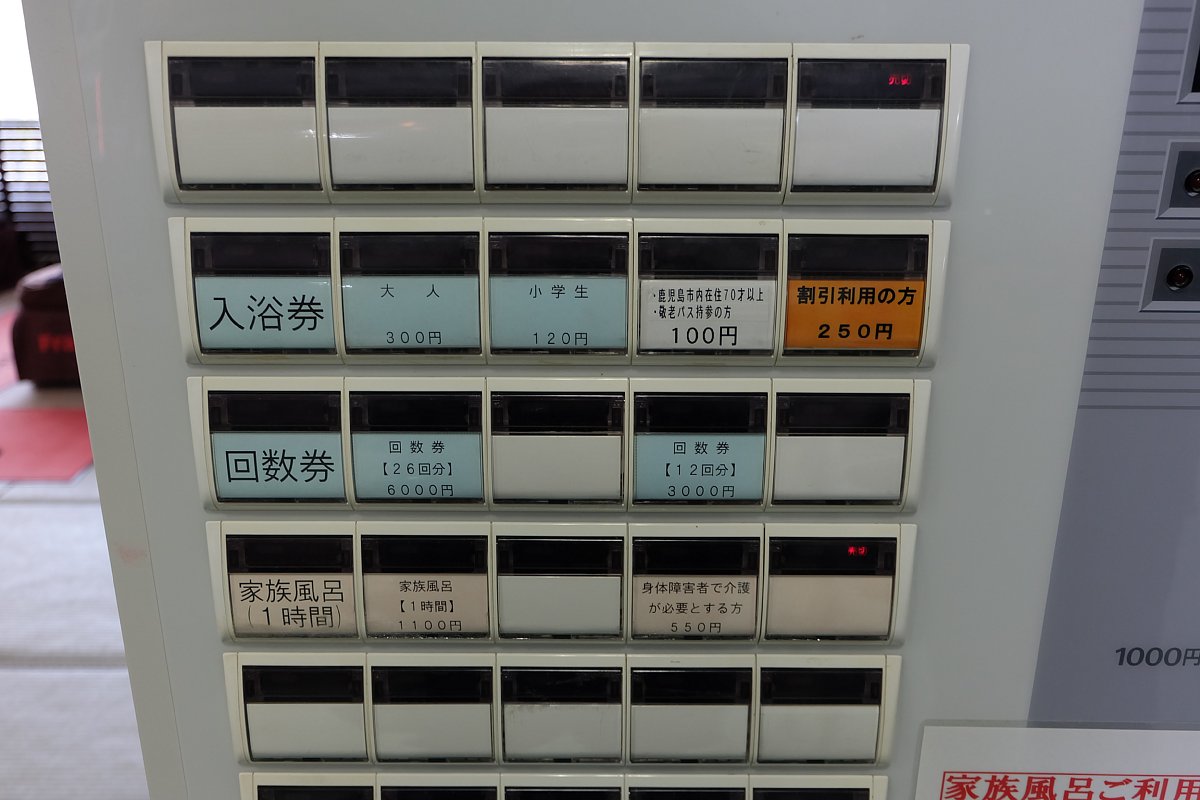 売切
入浴券
大人
300円
小学生
120円
・鹿児島市内在住70才以上
・敬老パス持参の方
100円
割引利用の方
250円
回数券
回数券
【26回分】
6000円
回数券
【12回分】
3000円
家族風呂
(1時間)
家族風呂
【1時間】
1100円
身体障害者で介護
が必要とする方
550円
1000円
家族風呂ご利用